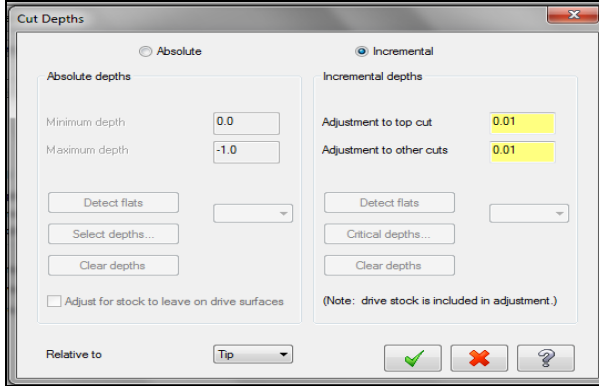 Cut Depths
Absolute
Incremental
Absolute depths
Minimum depth 0.0
Maximum depth -1.0
Detect flats
Select depths...
Clear depths
Adjust for stock to leave on drive surfaces
Incremental depths
Adjustment to top cut 0.01
Adjustment to other cuts 0.01
Detect flats
Critical depths...
Clear depths
(Note: drive stock is included in adjustment.)
Relative to Tip